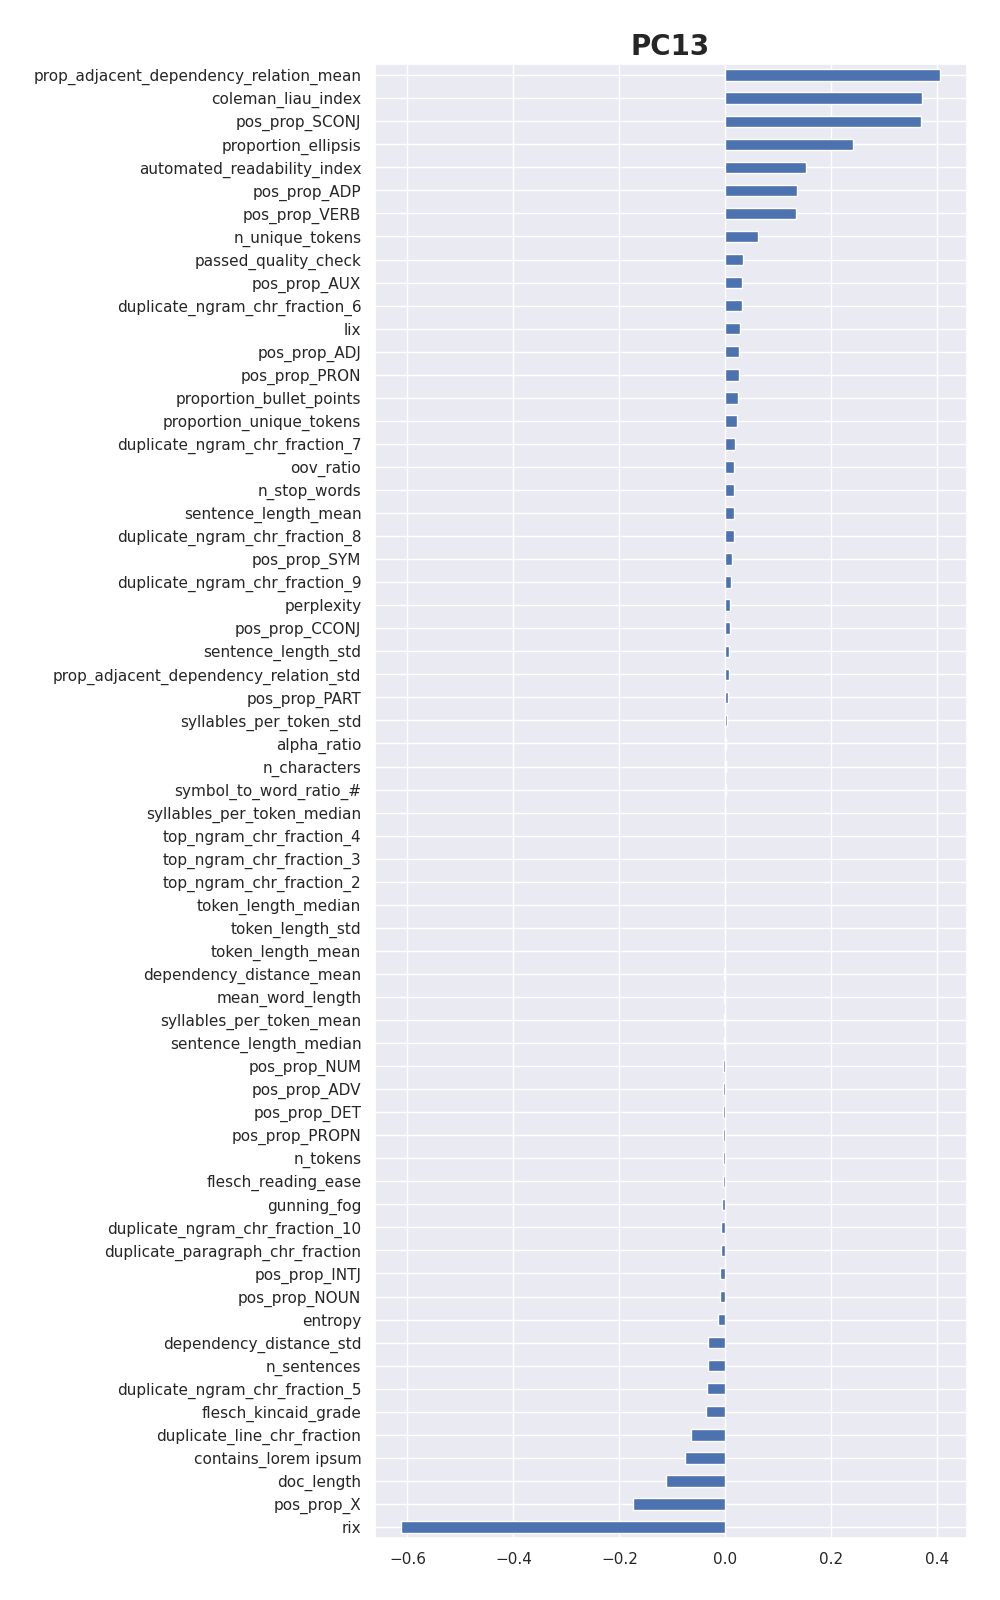 PC13
prop_adjacent_dependency_relation_mean
coleman_liau_index
pos_prop_SCONJ
proportion_ellipsis
automated_readability_index
pos_prop_ADP
pos_prop_VERB
n_unique_tokens
passed_quality_check
pos_prop_AUX
duplicate_ngram_chr_fraction_6
lix
pos_prop_ADJ
pos_prop_PRON
proportion_bullet_points
proportion_unique_tokens
duplicate_ngram_chr_fraction_7
oov_ratio
n_stop_words
sentence_length_mean
duplicate_ngram_chr_fraction_8
pos_prop_SYM
duplicate_ngram_chr_fraction_9
perplexity
pos_prop_CCONJ
sentence_length_std
prop_adjacent_dependency_relation_std
pos_prop_PART
syllables_per_token_std
alpha_ratio
n_characters
symbol_to_word_ratio_#
syllables_per_token_median
top_ngram_chr_fraction_4
top_ngram_chr_fraction_3
top_ngram_chr_fraction_2
token_length_median
token_length_std
token_length_mean
dependency_distance_mean
mean_word_length
syllables_per_token_mean
sentence_length_median
pos_prop_NUM
pos_prop_ADV
pos_prop_DET
pos_prop_PROPN
n_tokens
flesch_reading_ease
gunning_fog
duplicate_ngram_chr_fraction_10
duplicate_paragraph_chr_fraction
pos_prop_INTJ
pos_prop_NOUN
entropy
dependency_distance_std
n_sentences
duplicate_ngram_chr_fraction_5
flesch_kincaid_grade
duplicate_line_chr_fraction
contains_lorem ipsum
doc_length
pos_prop_X
rix
−0.6 −0.4 −0.2 0.0 0.2 0.4